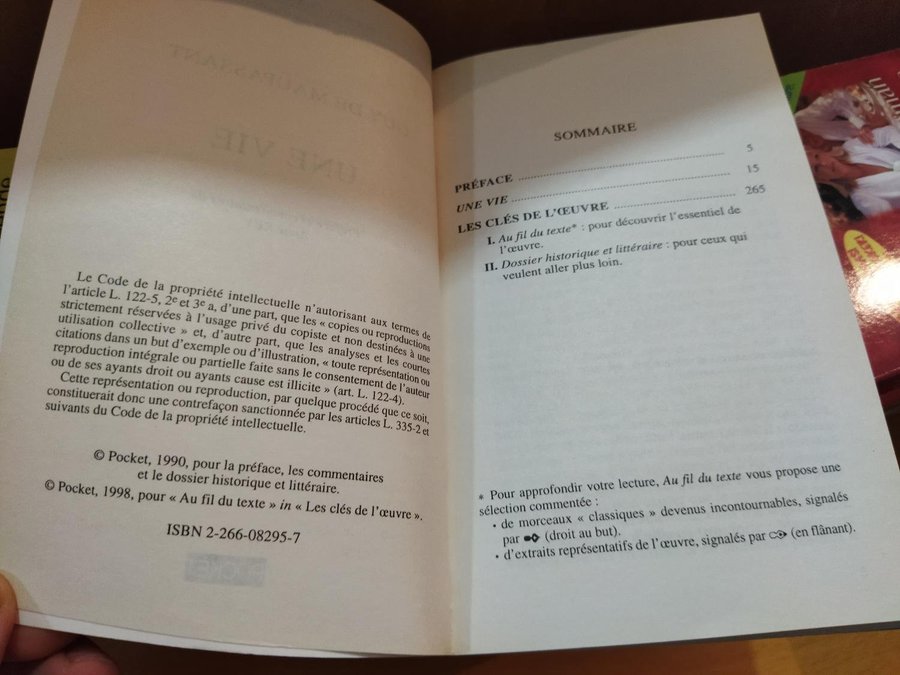 Le Code de la propriété intellectuelle n'autorisant aux termes de
l'article L. 122-5, 2e et 3e a, d'une part, que les « copies ou reproductions
strictement réservées à l'usage privé du copiste et non destinées à une
utilisation collective » et, d'autre part, que les analyses et les courtes
citations dans un but d'exemple ou d'illustration, « toute représentation ou
reproduction intégrale ou partielle faite sans le consentement de l'auteur
ou de ses ayants droit ou ayants cause est illicite » (art. L. 122-4).
Cette représentation ou reproduction, par quelque procédé que ce soit,
constituerait donc une contrefaçon sanctionnée par les articles L. 335-2 et
suivants du Code de la propriété intellectuelle.
© Pocket, 1990, pour la préface, les commentaires
et le dossier historique et littéraire.
© Pocket, 1998, pour « Au fil du texte » in « Les clés de l'œuvre ».
ISBN 2-266-08295-7
SOMMAIRE
PRÉFACE ........ 5
UNE VIE ........ 15
LES CLÉS DE L'ŒUVRE ........ 265
I. Au fil du texte* : pour découvrir l'essentiel de
l'œuvre.
II. Dossier historique et littéraire : pour ceux qui
veulent aller plus loin.
* Pour approfondir votre lecture, Au fil du texte vous propose une
sélection commentée :
• de morceaux « classiques » devenus incontournables, signalés
par (droit au but).
• d'extraits représentatifs de l'œuvre, signalés par (en flânant).